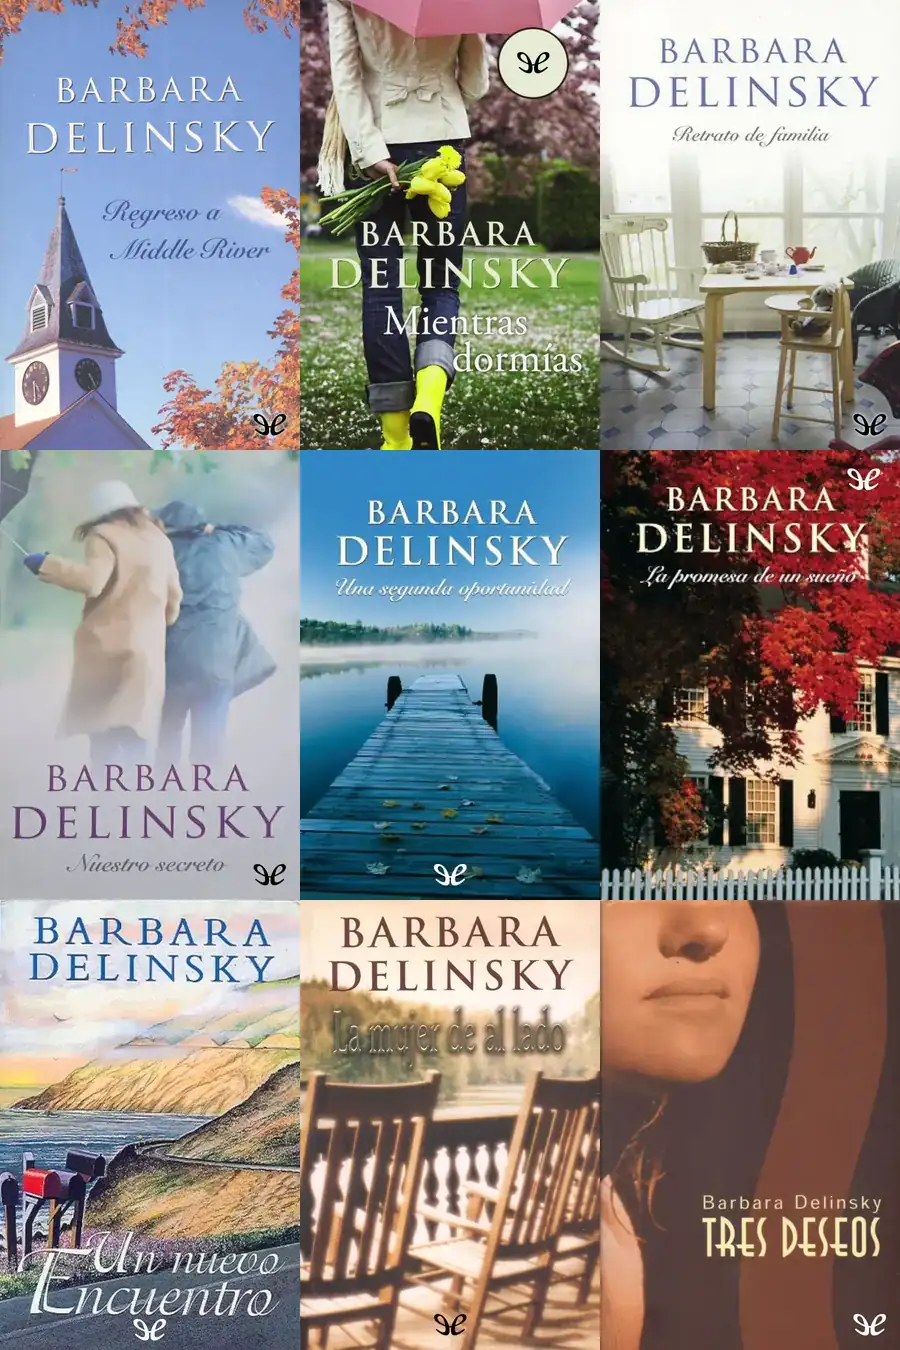 BARBARA
DELINSKY
Regreso a
Middle River
BARBARA
DELINSKY
Mientras
dormías
BARBARA
DELINSKY
Retrato de familia
BARBARA
DELINSKY
Nuestro secreto
BARBARA
DELINSKY
Una segunda oportunidad
BARBARA
DELINSKY
La promesa de un sueño
BARBARA
DELINSKY
Un nuevo
Encuentro
BARBARA
DELINSKY
La mujer de al lado
Barbara Delinsky
TRES DESEOS